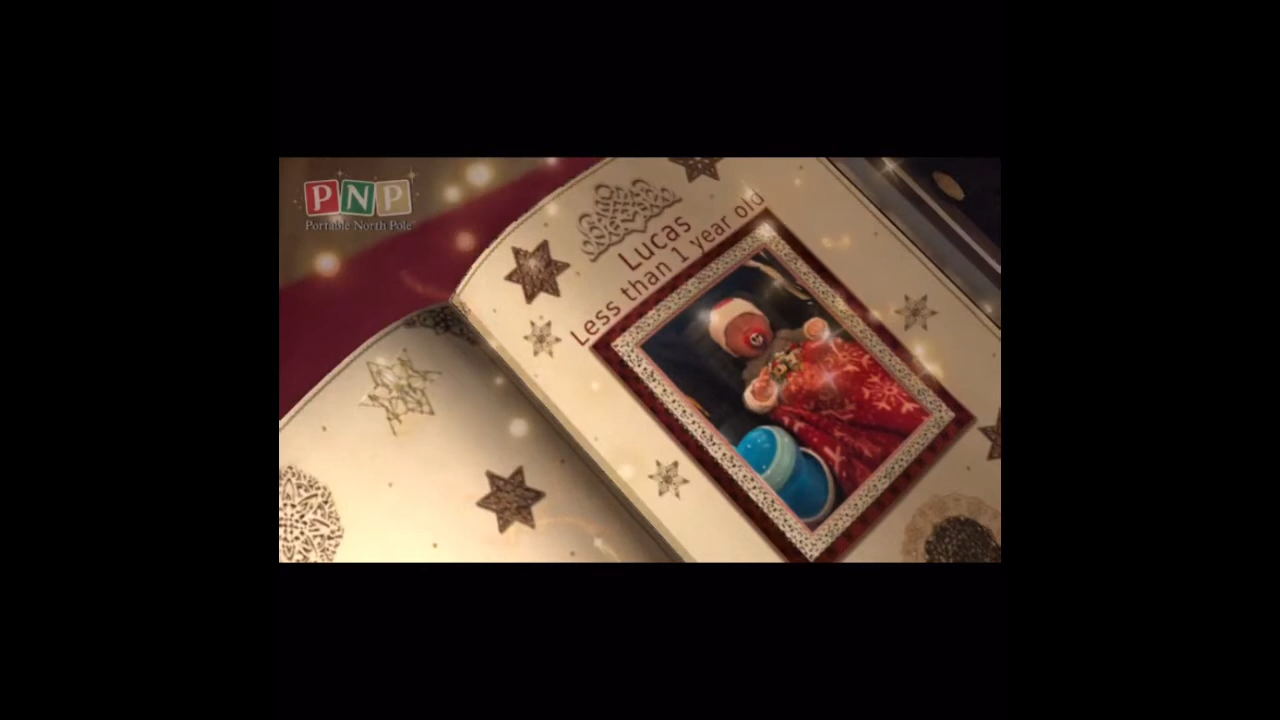 PNP
Portable North Pole
Lucas
Less than 1 year old